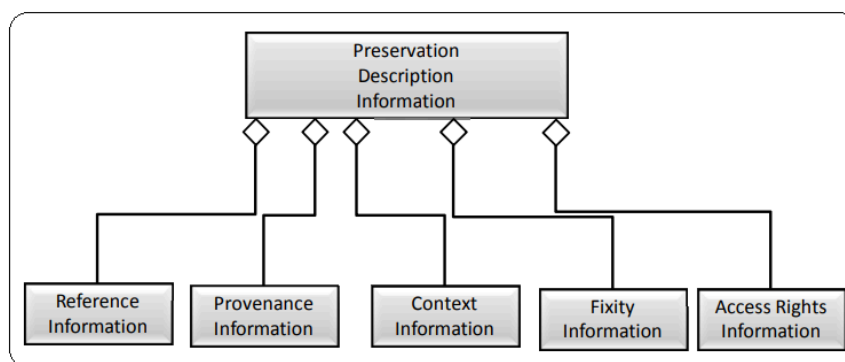 Preservation
Description
Information
Reference
Information
Provenance
Information
Context
Information
Fixity
Information
Access Rights
Information